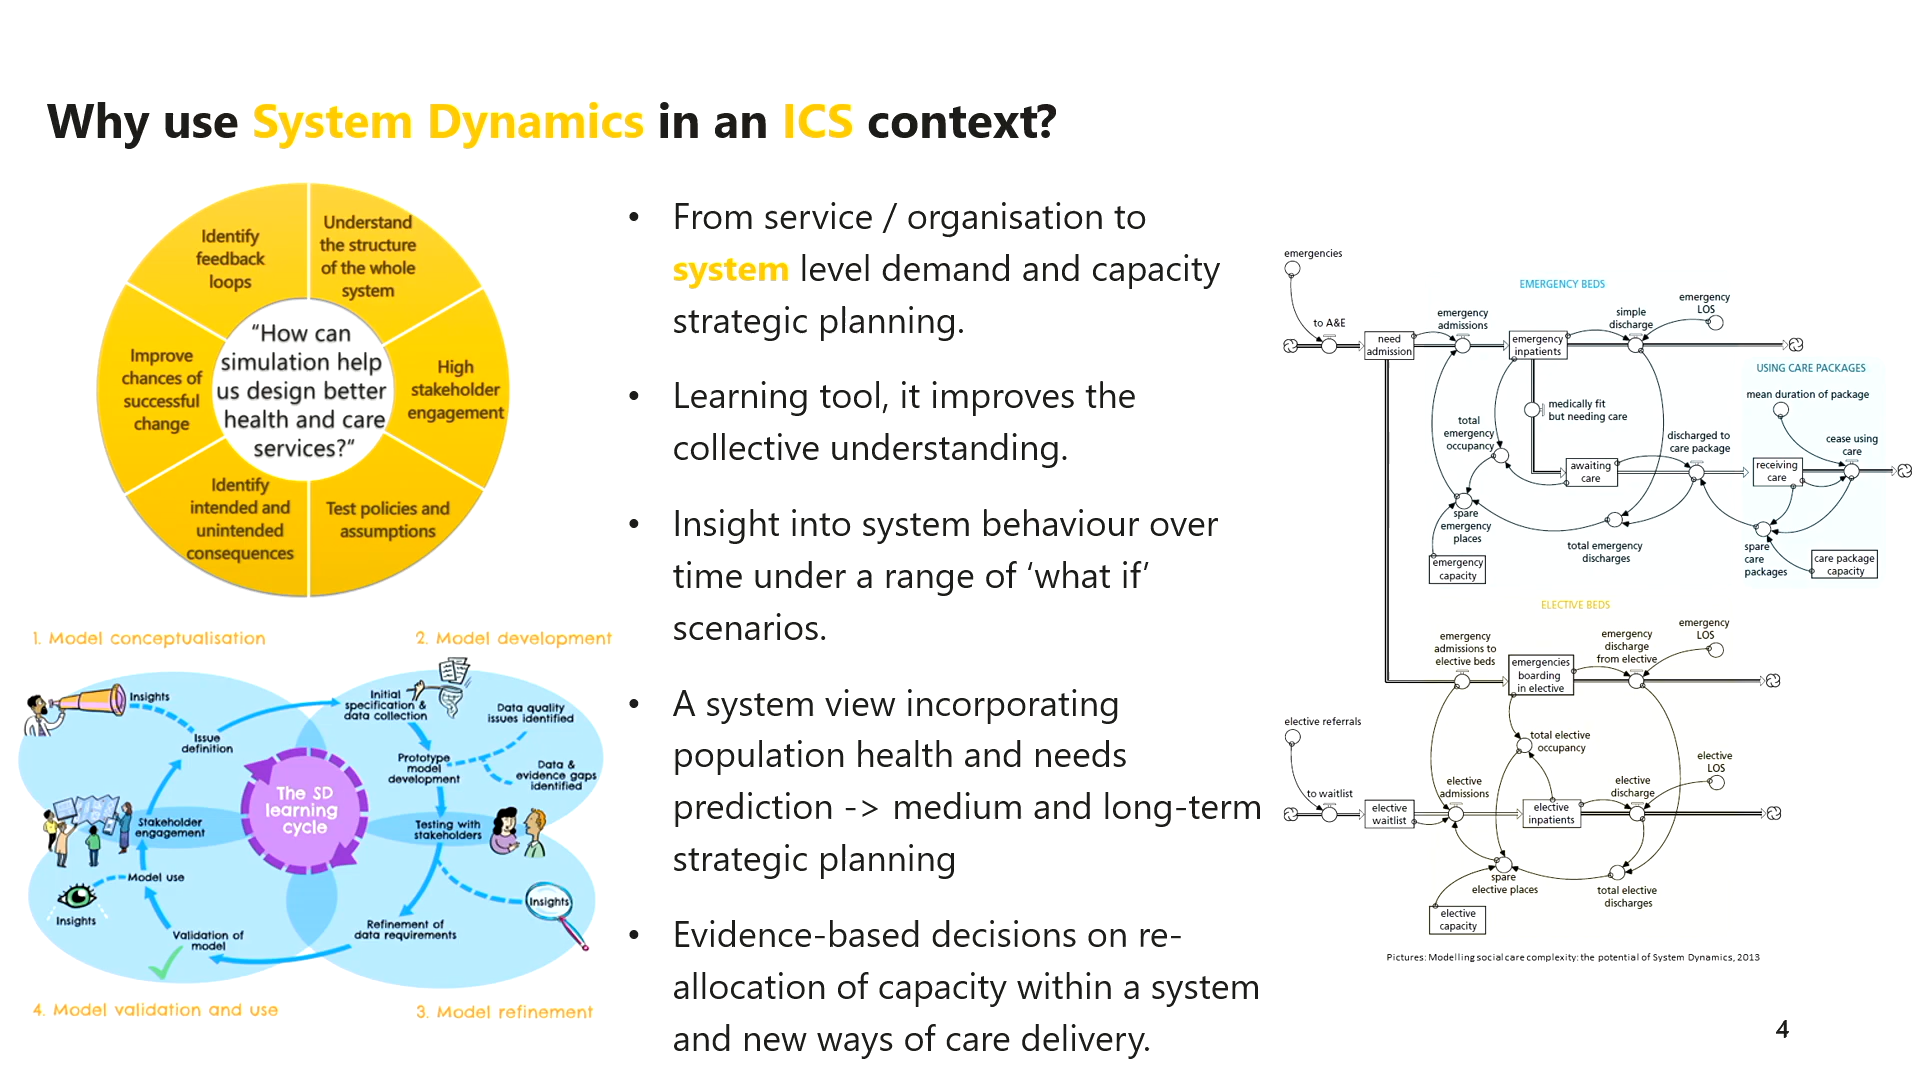 Why use System Dynamics in an ICS context?
Identify
feedback
loops
Understand
the structure
of the whole
system
High
stakeholder
engagement
Test policies and
assumptions
Identify
intended and
unintended
consequences
Improve
chances of
successful
change
“How can
simulation help
us design better
health and care
services?“
1. Model conceptualisation
2. Model development
Insights
Issue
definition
Initial
specification &
data collection
Data quality
issues identified
Prototype
model
development
Data &
evidence gaps
identified
The SD
learning
cycle
Stakeholder
engagement
Testing with
stakeholders
Model use
Insights
Insights
Validation of
model
Refinement of
data requirements
4. Model validation and use
3. Model refinement
• From service / organisation to
system level demand and capacity
strategic planning.
• Learning tool, it improves the
collective understanding.
• Insight into system behaviour over
time under a range of ‘what if’
scenarios.
• A system view incorporating
population health and needs
prediction -> medium and long-term
strategic planning
• Evidence-based decisions on re-
allocation of capacity within a system
and new ways of care delivery.
emergencies
EMERGENCY BEDS
to A&E
need
admission
emergency
admissions
emergency
inpatients
simple
discharge
emergency
LOS
USING CARE PACKAGES
mean duration of package
medically fit
but needing care
total
emergency
occupancy
discharged to
care package
cease using
care
awaiting
care
receiving
care
spare
emergency
places
total emergency
discharges
spare
care
packages
emergency
capacity
care package
capacity
ELECTIVE BEDS
emergency
admissions to
elective beds
emergencies
boarding
in elective
emergency
discharge
from elective
emergency
LOS
elective referrals
total elective
occupancy
elective
LOS
to waitlist
elective
waitlist
elective
admissions
elective
inpatients
elective
discharge
spare
elective places
total elective
discharges
elective
capacity
Pictures: Modelling social care complexity: the potential of System Dynamics, 2013
4